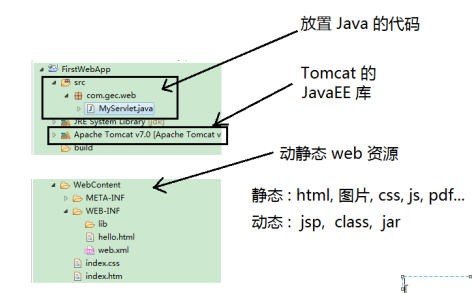 放置 Java 的代码
FirstWebApp
src
com.gec.web
MyServlet.java
JRE System Library [jdk]
Apache Tomcat v7.0 [Apache Tomcat v
build
Tomcat 的
JavaEE 库
动静态 web 资源
WebContent
META-INF
WEB-INF
lib
hello.html
web.xml
index.css
index.htm
静态 : html, 图片, css, js, pdf...
动态 : jsp, class, jar